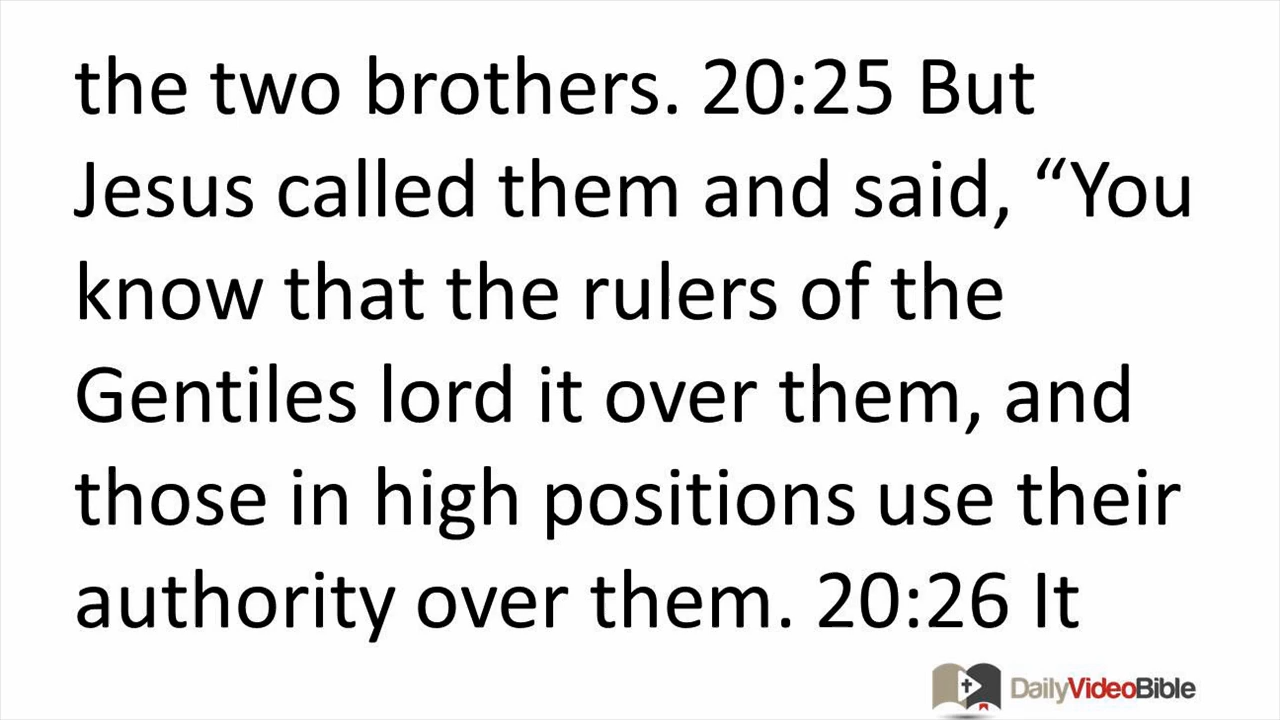 the two brothers. 20:25 But
Jesus called them and said, “You
know that the rulers of the
Gentiles lord it over them, and
those in high positions use their
authority over them. 20:26 It
DailyVideoBible